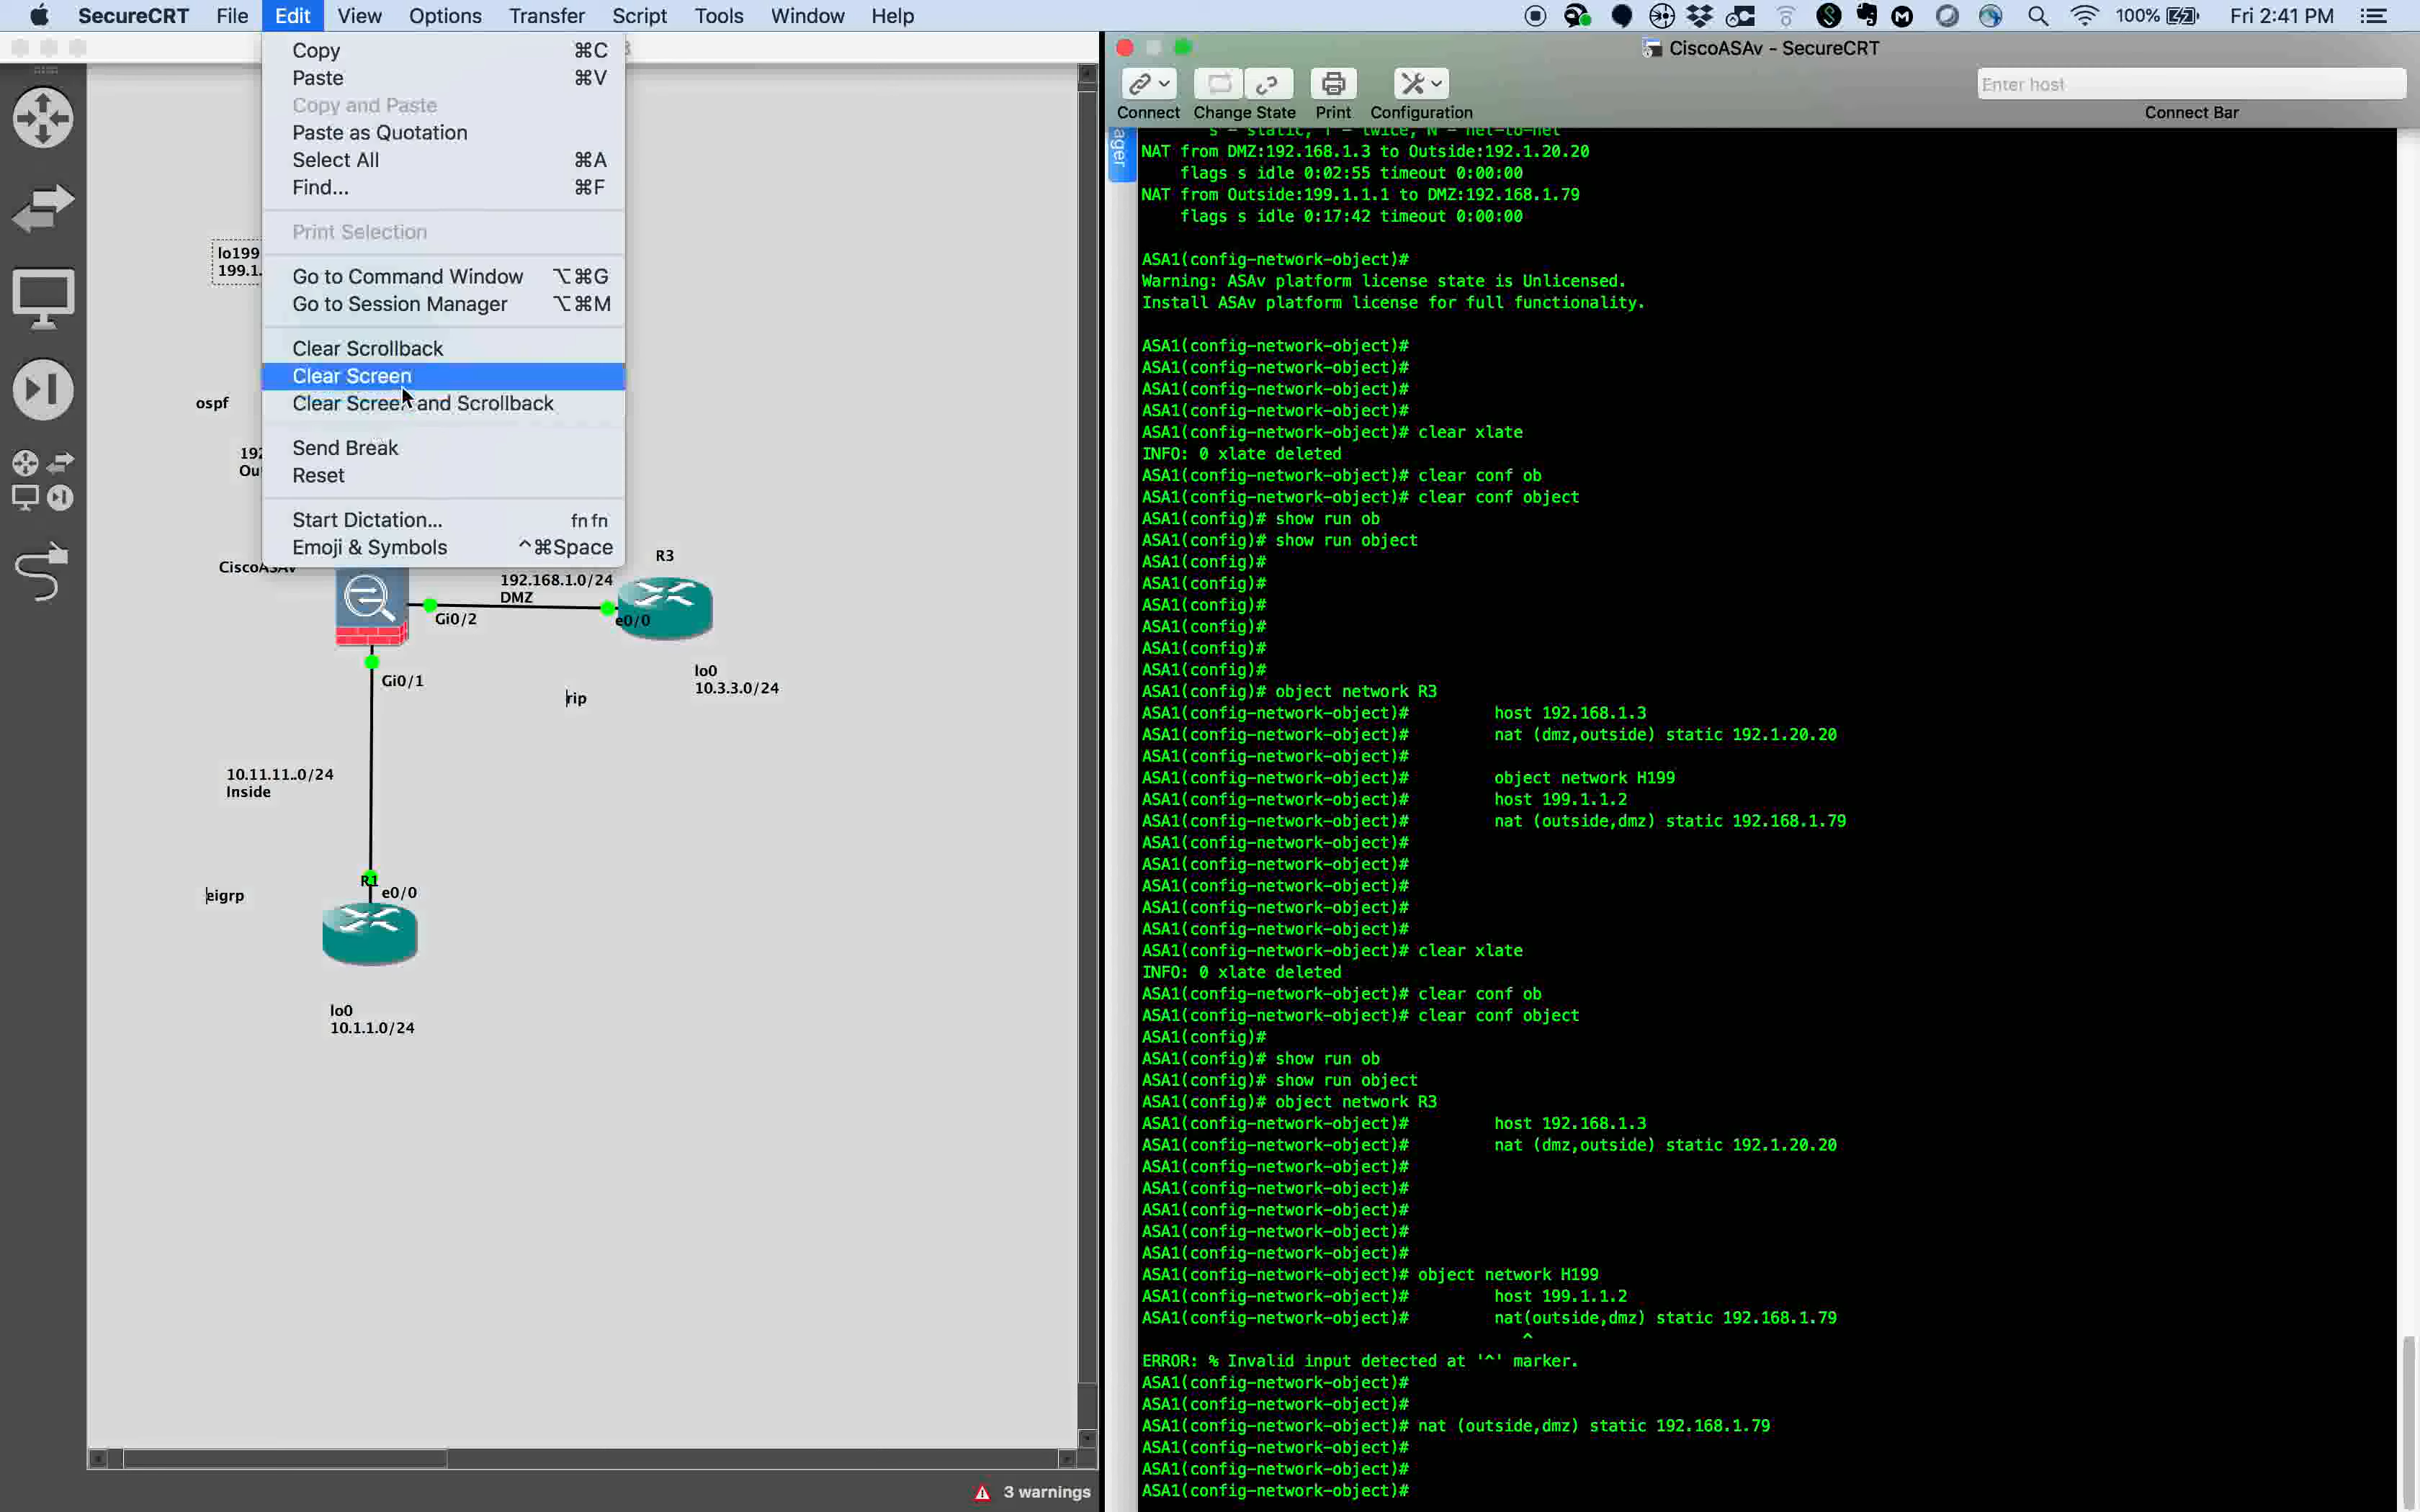 SecureCRT File Edit View Options Transfer Script Tools Window Help 100% Fri 2:41 PM
Copy ⌘C
Paste ⌘V
Copy and Paste
Paste as Quotation
Select All ⌘A
Find... ⌘F
Print Selection
Go to Command Window ⌥⌘G
Go to Session Manager ⌥⌘M
Clear Scrollback
Clear Screen
Clear Screen and Scrollback
Send Break
Reset
Start Dictation... fn fn
Emoji & Symbols ^⌘Space
lo199
199.1.
ospf
192
Ou
CiscoASAv
192.168.1.0/24
DMZ
R3
Gi0/2
e0/0
lo0
10.3.3.0/24
Gi0/1
rip
10.11.11..0/24
Inside
R1
e0/0
eigrp
lo0
10.1.1.0/24
3 warnings
CiscoASAv - SecureCRT
Enter host
Connect Change State Print Configuration Connect Bar
ager
s - static, T - twice, N - net-to-net
NAT from DMZ:192.168.1.3 to Outside:192.1.20.20
flags s idle 0:02:55 timeout 0:00:00
NAT from Outside:199.1.1.1 to DMZ:192.168.1.79
flags s idle 0:17:42 timeout 0:00:00
ASA1(config-network-object)#
Warning: ASAv platform license state is Unlicensed.
Install ASAv platform license for full functionality.
ASA1(config-network-object)#
ASA1(config-network-object)#
ASA1(config-network-object)#
ASA1(config-network-object)#
ASA1(config-network-object)# clear xlate
INFO: 0 xlate deleted
ASA1(config-network-object)# clear conf ob
ASA1(config-network-object)# clear conf object
ASA1(config)# show run ob
ASA1(config)# show run object
ASA1(config)#
ASA1(config)#
ASA1(config)#
ASA1(config)#
ASA1(config)#
ASA1(config)#
ASA1(config)# object network R3
ASA1(config-network-object)# host 192.168.1.3
ASA1(config-network-object)# nat (dmz,outside) static 192.1.20.20
ASA1(config-network-object)#
ASA1(config-network-object)# object network H199
ASA1(config-network-object)# host 199.1.1.2
ASA1(config-network-object)# nat (outside,dmz) static 192.168.1.79
ASA1(config-network-object)#
ASA1(config-network-object)#
ASA1(config-network-object)#
ASA1(config-network-object)#
ASA1(config-network-object)#
ASA1(config-network-object)# clear xlate
INFO: 0 xlate deleted
ASA1(config-network-object)# clear conf ob
ASA1(config-network-object)# clear conf object
ASA1(config)#
ASA1(config)# show run ob
ASA1(config)# show run object
ASA1(config)# object network R3
ASA1(config-network-object)# host 192.168.1.3
ASA1(config-network-object)# nat (dmz,outside) static 192.1.20.20
ASA1(config-network-object)#
ASA1(config-network-object)#
ASA1(config-network-object)#
ASA1(config-network-object)#
ASA1(config-network-object)#
ASA1(config-network-object)# object network H199
ASA1(config-network-object)# host 199.1.1.2
ASA1(config-network-object)# nat(outside,dmz) static 192.168.1.79
^
ERROR: % Invalid input detected at '^' marker.
ASA1(config-network-object)#
ASA1(config-network-object)#
ASA1(config-network-object)# nat (outside,dmz) static 192.168.1.79
ASA1(config-network-object)#
ASA1(config-network-object)#
ASA1(config-network-object)#